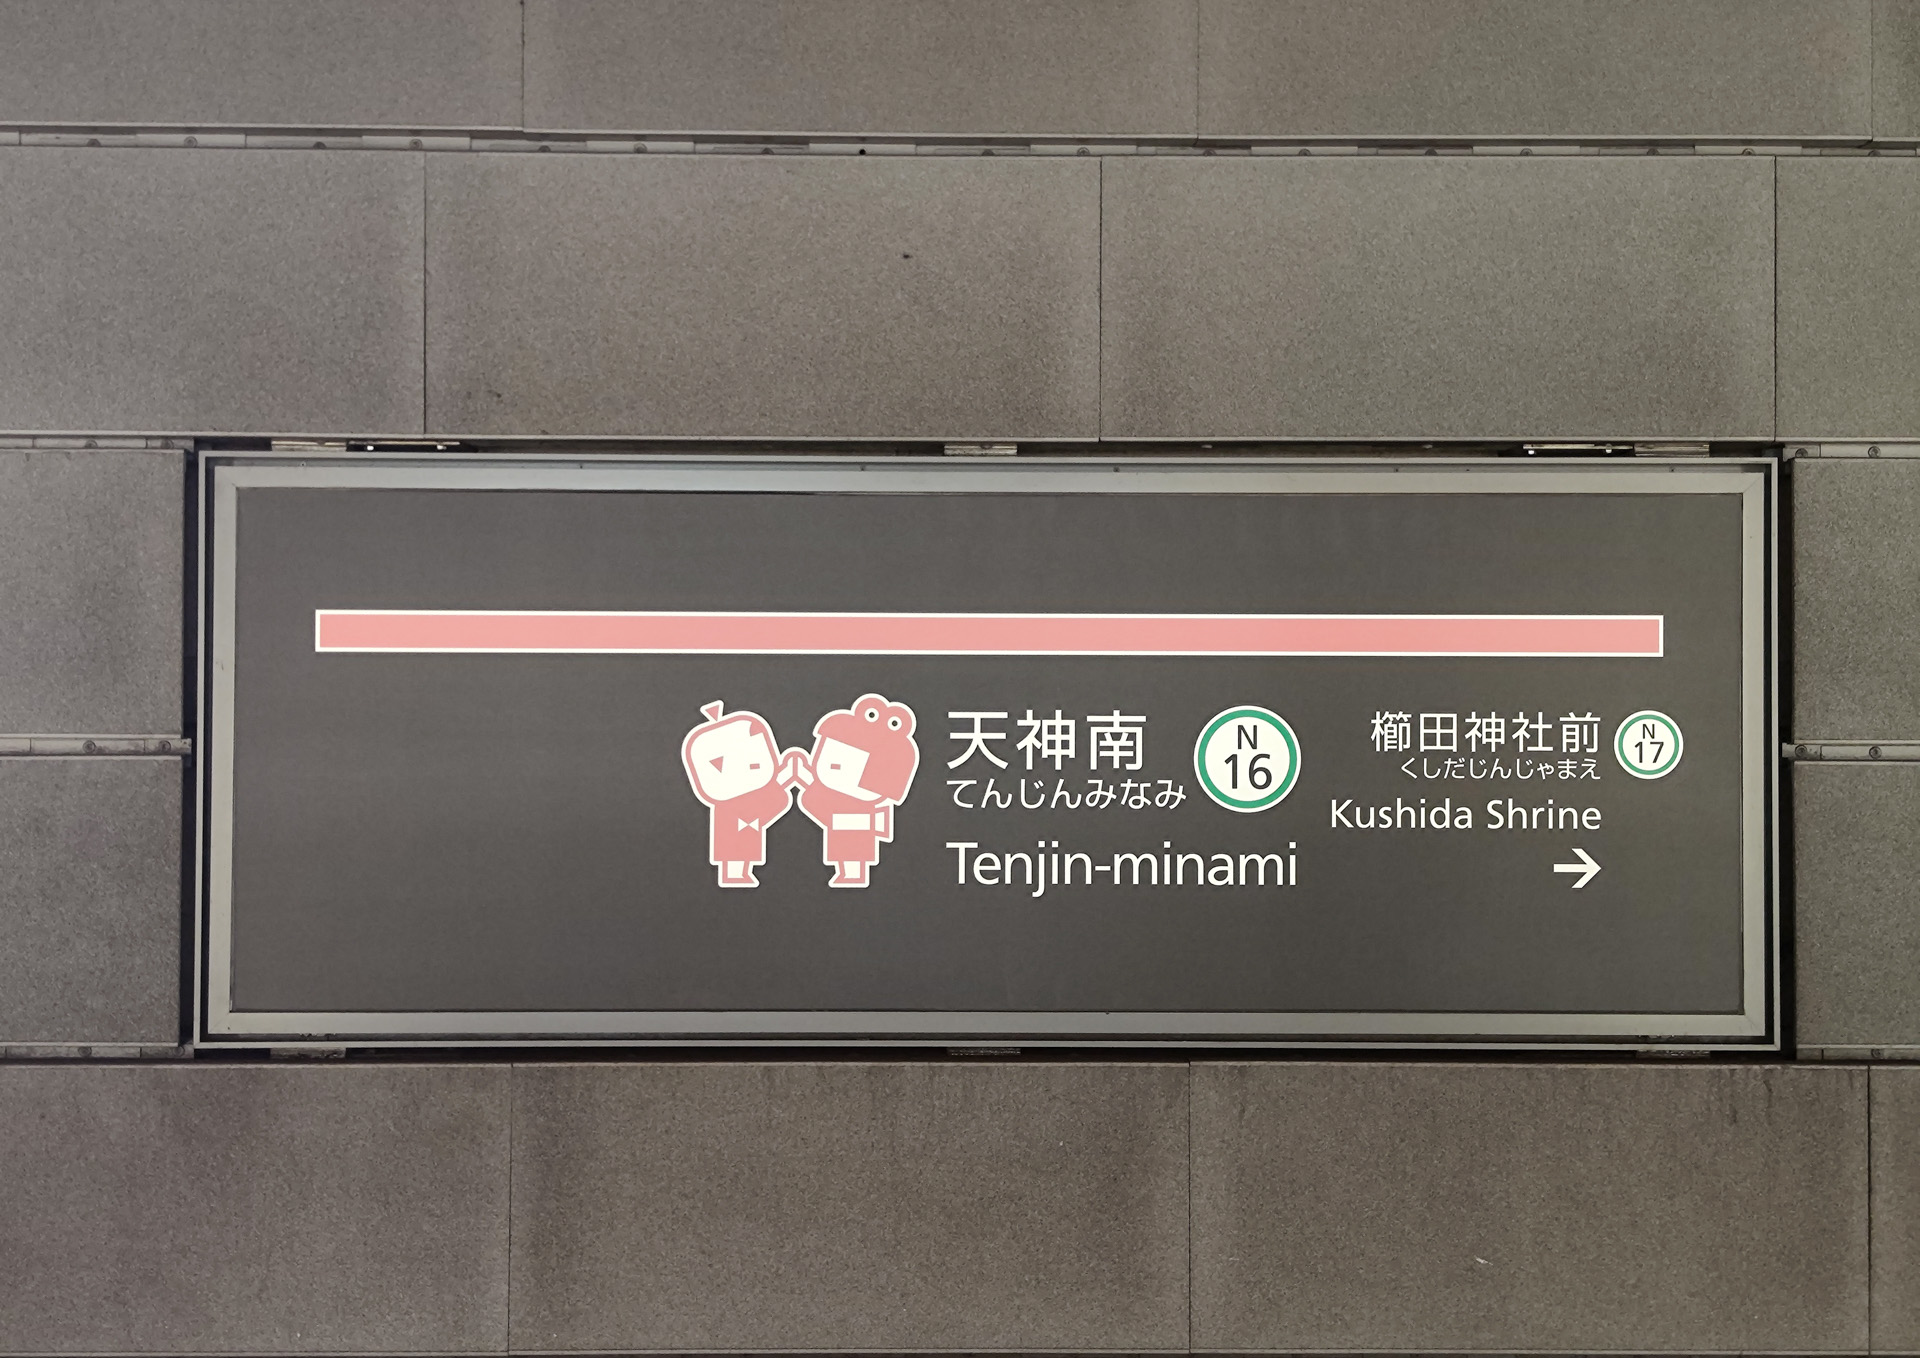 天神南
てんじんみなみ
Tenjin-minami
N
16
櫛田神社前
くしだじんじゃまえ
Kushida Shrine
→
N
17